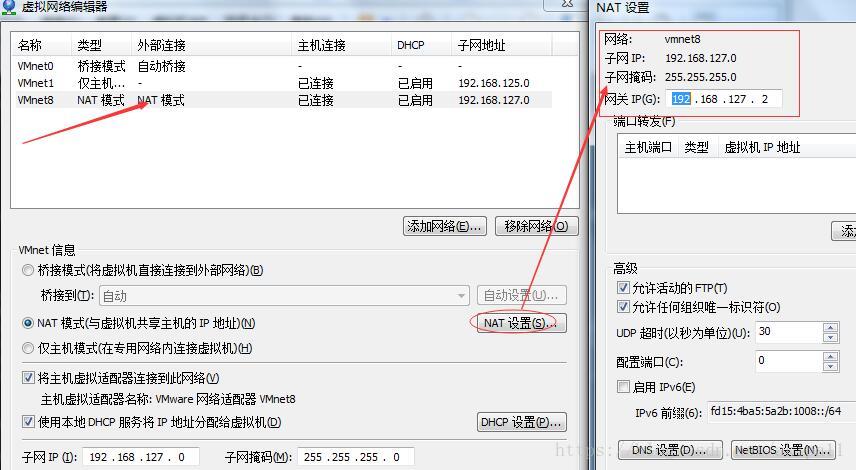 虚拟网络编辑器
名称 类型 外部连接 主机连接 DHCP 子网地址
VMnet0 桥接模式 自动桥接 - - -
VMnet1 仅主机... - 已连接 已启用 192.168.125.0
VMnet8 NAT 模式 NAT 模式 已连接 已启用 192.168.127.0
添加网络(E)... 移除网络(O)
VMnet 信息
桥接模式(将虚拟机直接连接到外部网络)(B)
桥接到(T): 自动 自动设置(U)...
NAT 模式(与虚拟机共享主机的 IP 地址)(N) NAT 设置(S)...
仅主机模式(在专用网络内连接虚拟机)(H)
将主机虚拟适配器连接到此网络(V)
主机虚拟适配器名称: VMware 网络适配器 VMnet8
使用本地 DHCP 服务将 IP 地址分配给虚拟机(D) DHCP 设置(P)...
子网 IP (I): 192 .168 .127 . 0 子网掩码(M): 255 .255 .255 . 0
NAT 设置
网络: vmnet8
子网 IP: 192.168.127.0
子网掩码: 255.255.255.0
网关 IP(G): 192 .168 .127 . 2
端口转发(F)
主机端口 类型 虚拟机 IP 地址
高级
允许活动的 FTP(T)
允许任何组织唯一标识符(O)
UDP 超时(以秒为单位)(U): 30
配置端口(C): 0
启用 IPv6(E)
IPv6 前缀(6): fd15:4ba5:5a2b:1008::/64
DNS 设置(D)... NetBIOS 设置(N)...